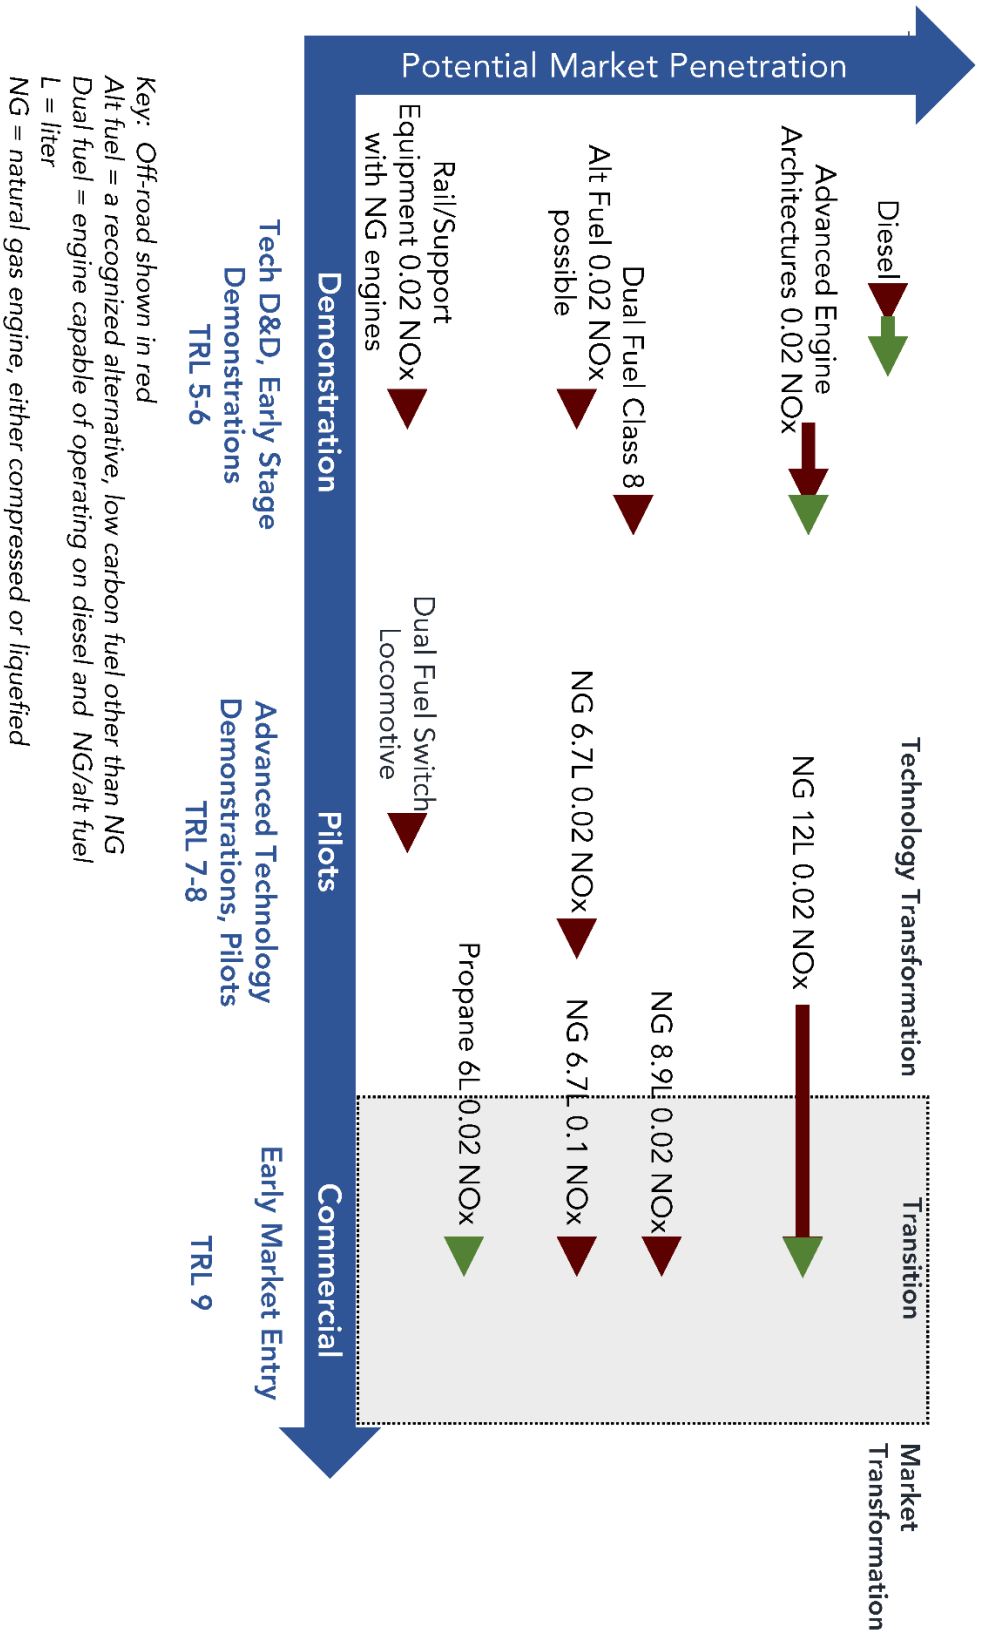 Potential Market Penetration
Technology Transformation
Transition
Market
Transformation
Diesel
Advanced Engine
Architectures 0.02 NOx
NG 12L 0.02 NOx
Dual Fuel Class 8
NG 8.9L 0.02 NOx
Alt Fuel 0.02 NOx
possible
NG 6.7L 0.02 NOx
NG 6.7L 0.1 NOx
Propane 6L 0.02 NOx
Rail/Support
Equipment 0.02 NOx
with NG engines
Dual Fuel Switch
Locomotive
Demonstration
Pilots
Commercial
Tech D&D, Early Stage
Demonstrations
TRL 5-6
Advanced Technology
Demonstrations, Pilots
TRL 7-8
Early Market Entry
TRL 9
Key: Off-road shown in red
Alt fuel = a recognized alternative, low carbon fuel other than NG
Dual fuel = engine capable of operating on diesel and NG/alt fuel
L = liter
NG = natural gas engine, either compressed or liquefied